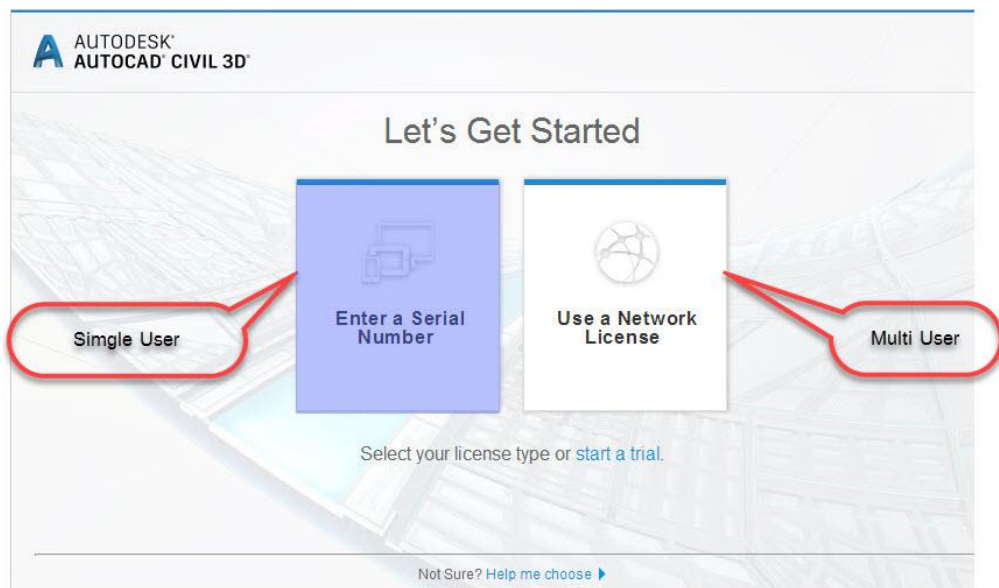 AUTODESK®
AUTOCAD® CIVIL 3D®
Let's Get Started
Enter a Serial
Number
Use a Network
License
Simgle User
Multi User
Select your license type or start a trial.
Not Sure? Help me choose